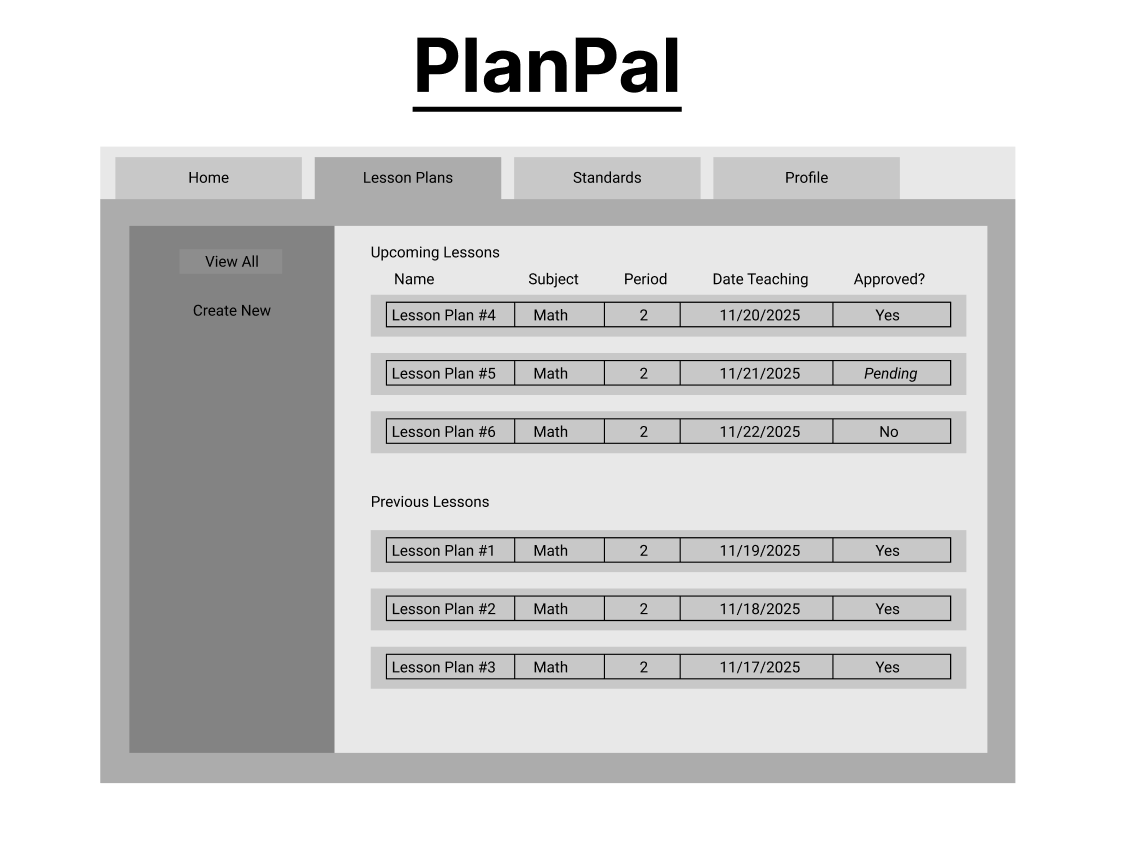 PlanPal
Home Lesson Plans Standards Profile
View All
Create New
Upcoming Lessons
Name Subject Period Date Teaching Approved?
Lesson Plan #4 Math 2 11/20/2025 Yes
Lesson Plan #5 Math 2 11/21/2025 Pending
Lesson Plan #6 Math 2 11/22/2025 No
Previous Lessons
Lesson Plan #1 Math 2 11/19/2025 Yes
Lesson Plan #2 Math 2 11/18/2025 Yes
Lesson Plan #3 Math 2 11/17/2025 Yes